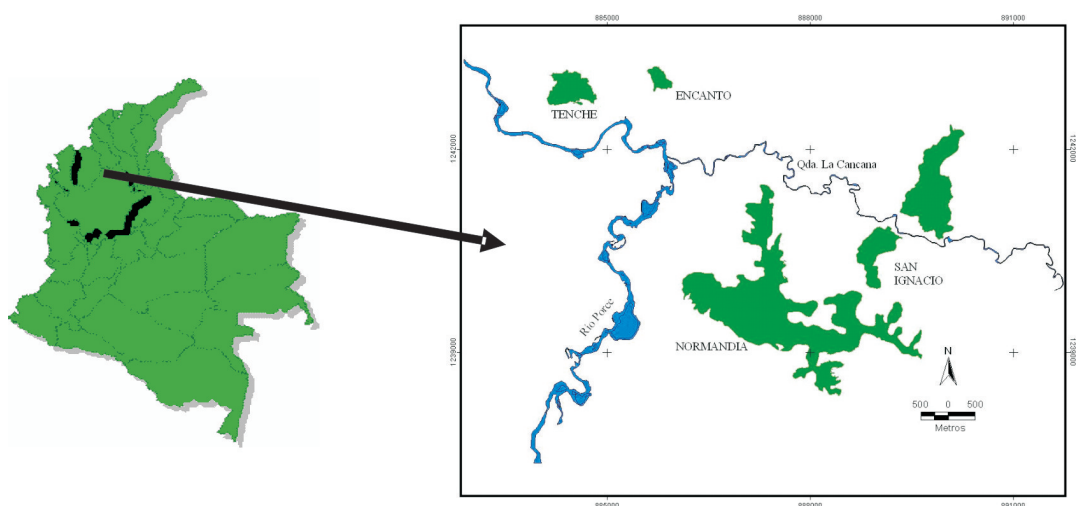 885000 888000 891000
TENCHE
ENCANTO
1242000 1242000
Qda. La Cancana
SAN
IGNACIO
Rio Porce
NORMANDIA
1239000 1239000
N
500 0 500
Metros
885000 888000 891000